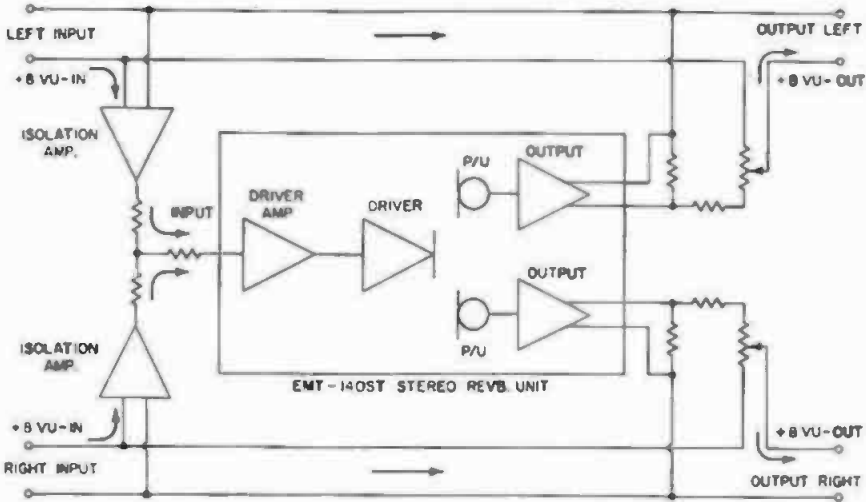 LEFT INPUT
OUTPUT LEFT
+8 VU-IN
+8 VU-OUT
ISOLATION
AMP.
P/U
OUTPUT
INPUT
DRIVER
AMP.
DRIVER
OUTPUT
P/U
ISOLATION
AMP.
EMT-140ST STEREO REVB. UNIT
+8 VU-IN
+8 VU-OUT
RIGHT INPUT
OUTPUT RIGHT